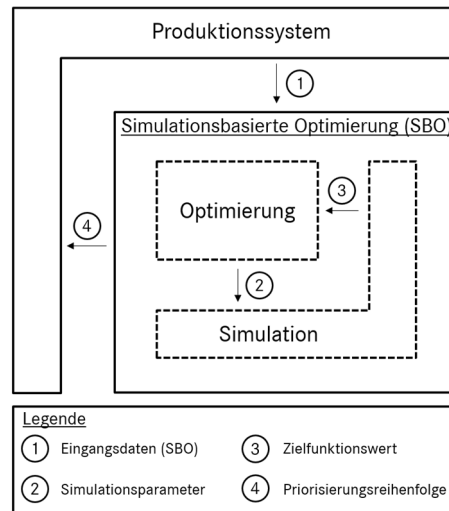 Produktionssystem
1
Simulationsbasierte Optimierung (SBO)
3
Optimierung
4
2
Simulation
Legende
1 Eingangsdaten (SBO) 3 Zielfunktionswert
2 Simulationsparameter 4 Priorisierungsreihenfolge